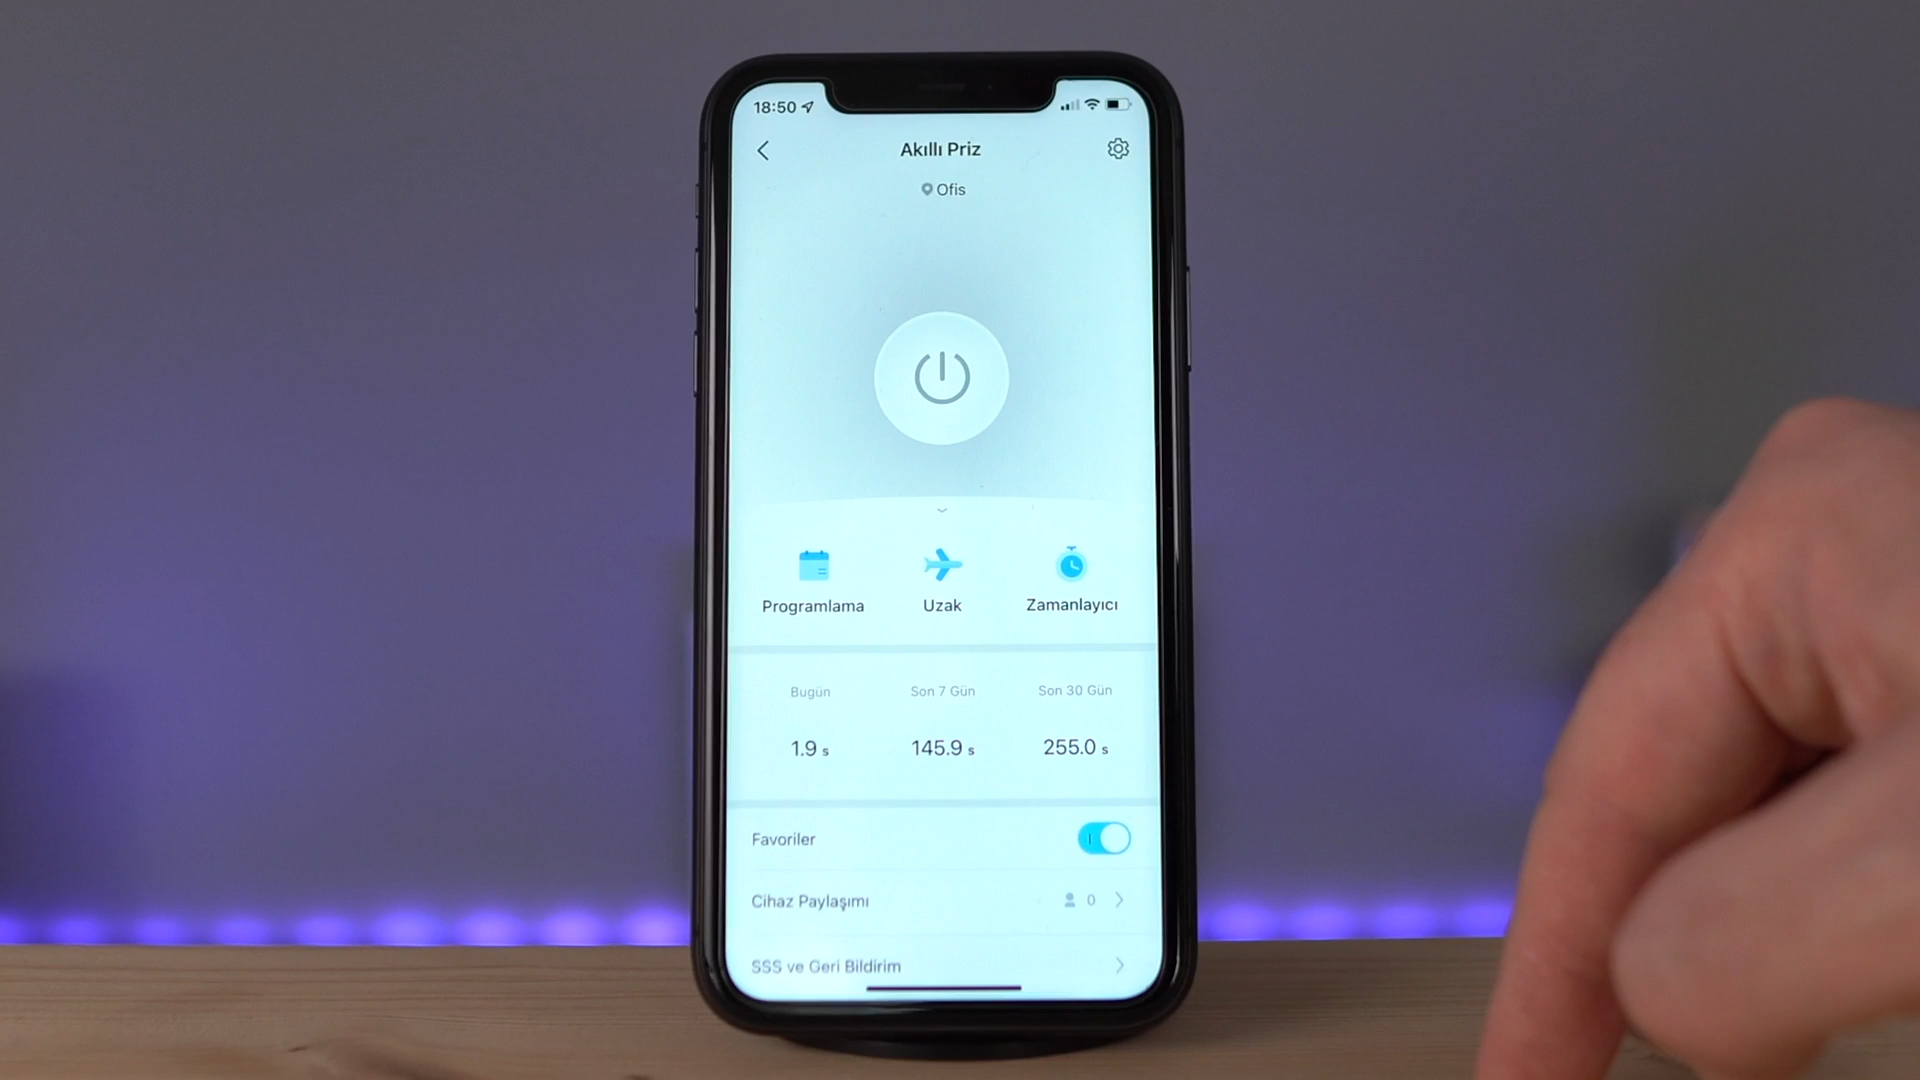 18:50
Akıllı Priz
Ofis
Programlama Uzak Zamanlayıcı
Bugün Son 7 Gün Son 30 Gün
1.9 s 145.9 s 255.0 s
Favoriler
Cihaz Paylaşımı 0
SSS ve Geri Bildirim